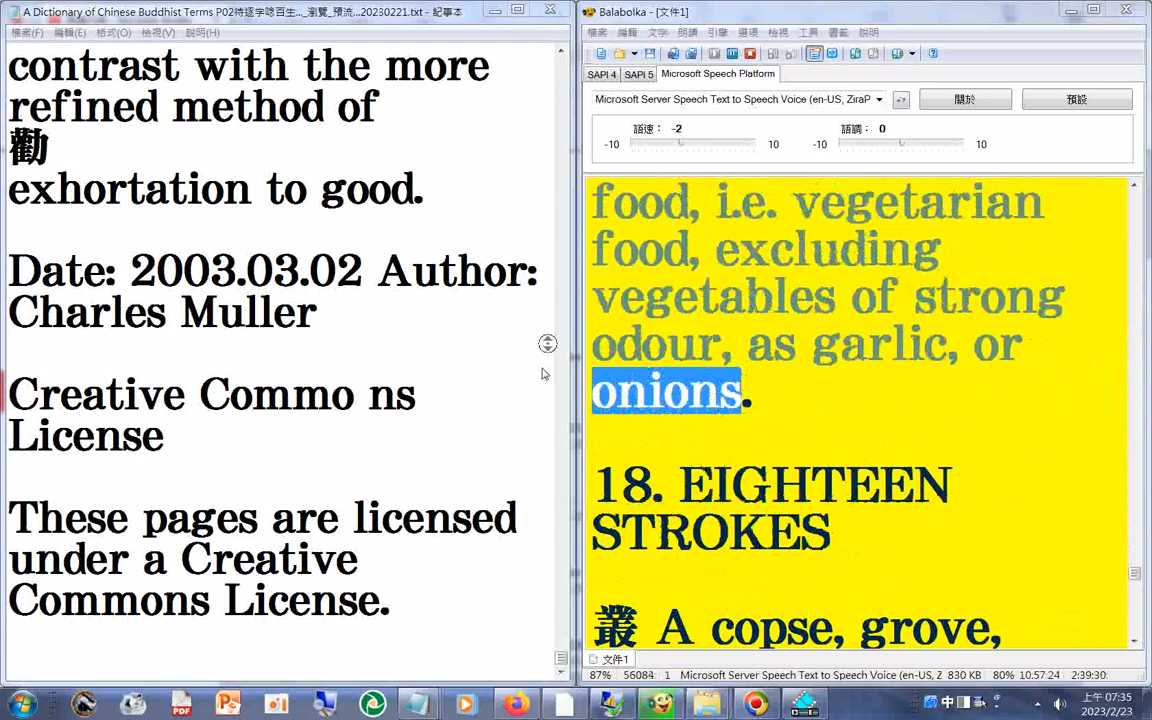 A Dictionary of Chinese Buddhist Terms P02待逐字唸百生..._瀏覽_預流...20230221.txt - 記事本
檔案(F) 編輯(E) 格式(O) 檢視(V) 說明(H)
contrast with the more
refined method of
勸
exhortation to good.
Date: 2003.03.02 Author:
Charles Muller
Creative Commo ns
License
These pages are licensed
under a Creative
Commons License.
Balabolka - [文件1]
檔案 編輯 文字 朗讀 引擎 選項 檢視 工具 書籤 說明
SAPI 4 SAPI 5 Microsoft Speech Platform
Microsoft Server Speech Text to Speech Voice (en-US, ZiraP
關於 預設
語速： -2 語調： 0
-10 10 -10 10
food, i.e. vegetarian
food, excluding
vegetables of strong
odour, as garlic, or
onions.
18. EIGHTEEN
STROKES
叢 A copse, grove,
文件1
87% 56084: 1 Microsoft Server Speech Text to Speech Voice (en-US, Z 830 KB 80% 10:57:24 2:39:30
PDF
中
上午 07:35
2023/2/23